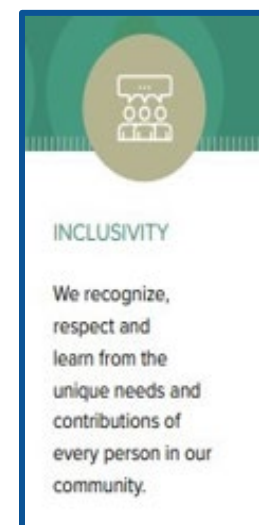 INCLUSIVITY
We recognize,
respect and
learn from the
unique needs and
contributions of
every person in our
community.